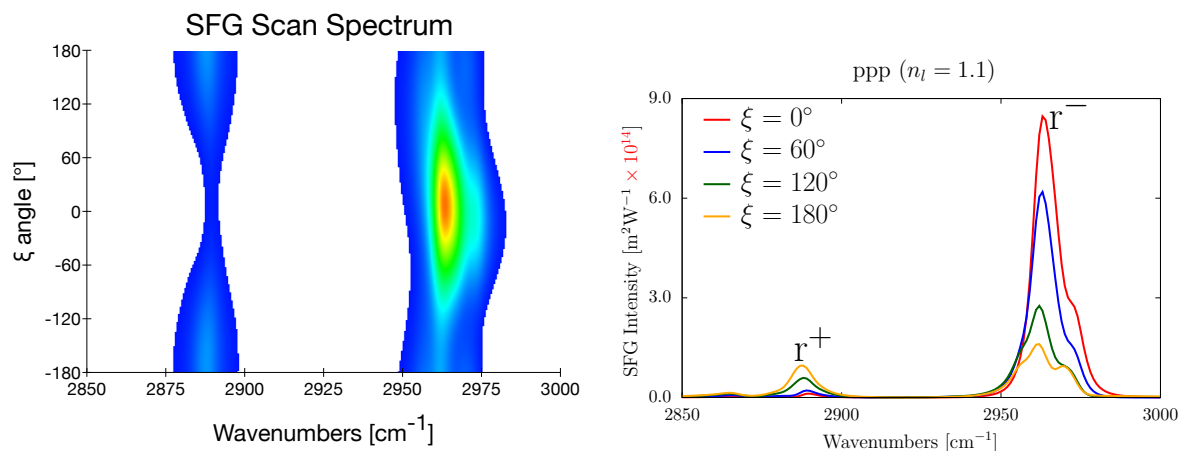 SFG Scan Spectrum
180
120
60
0
-60
-120
-180
ξ angle [°]
2850 2875 2900 2925 2950 2975 3000
Wavenumbers [cm⁻¹]
ppp (nₗ = 1.1)
9.0
6.0
3.0
0.0
SFG Intensity [m²W⁻¹ × 10¹⁴]
ξ = 0°
ξ = 60°
ξ = 120°
ξ = 180°
r⁺
r⁻
2850 2900 2950 3000
Wavenumbers [cm⁻¹]